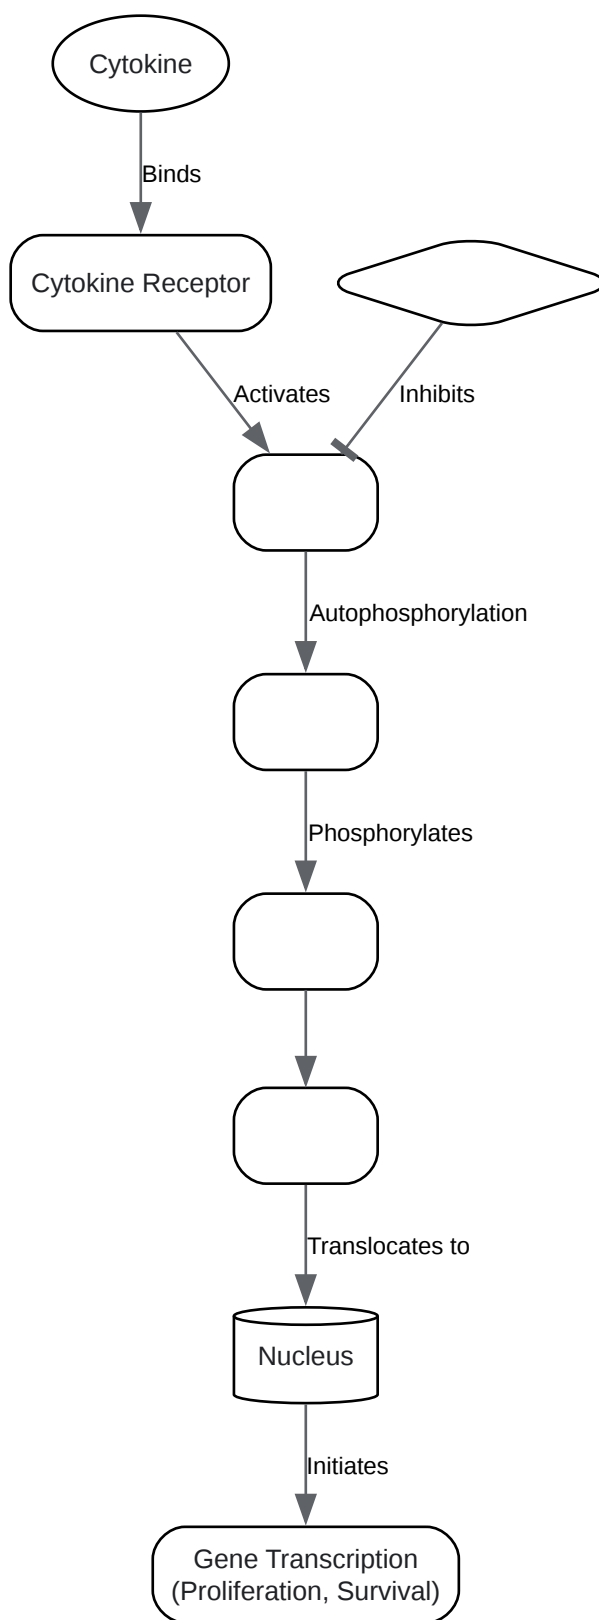 Cytokine
Binds
Cytokine Receptor
Activates
Inhibits
Autophosphorylation
Phosphorylates
Translocates to
Nucleus
Initiates
Gene Transcription
(Proliferation, Survival)